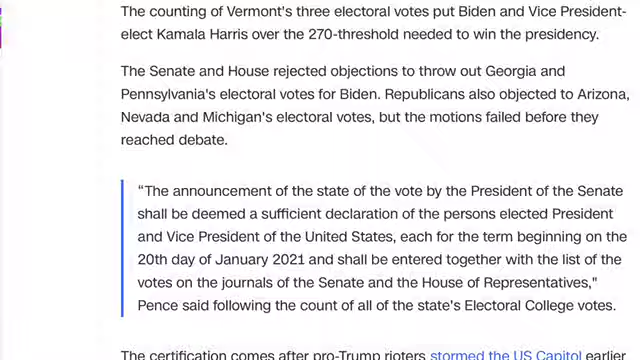 The counting of Vermont's three electoral votes put Biden and Vice President-
elect Kamala Harris over the 270-threshold needed to win the presidency.
The Senate and House rejected objections to throw out Georgia and
Pennsylvania's electoral votes for Biden. Republicans also objected to Arizona,
Nevada and Michigan's electoral votes, but the motions failed before they
reached debate.
“The announcement of the state of the vote by the President of the Senate
shall be deemed a sufficient declaration of the persons elected President
and Vice President of the United States, each for the term beginning on the
20th day of January 2021 and shall be entered together with the list of the
votes on the journals of the Senate and the House of Representatives,"
Pence said following the count of all of the state's Electoral College votes.
The certification comes after pro-Trump rioters stormed the US Capitol earlier